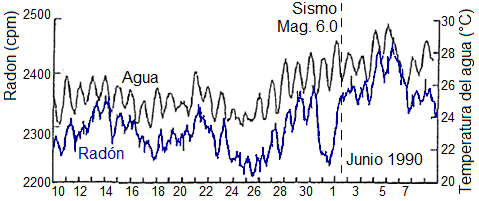 Sismo
Mag. 6.0
Radon (cpm)
2500
2400
2300
2200
Agua
Radón
Junio 1990
Temperatura del agua (°C)
30
28
26
24
22
20
10 12 14 16 18 20 22 24 26 28 30 1 3 5 7